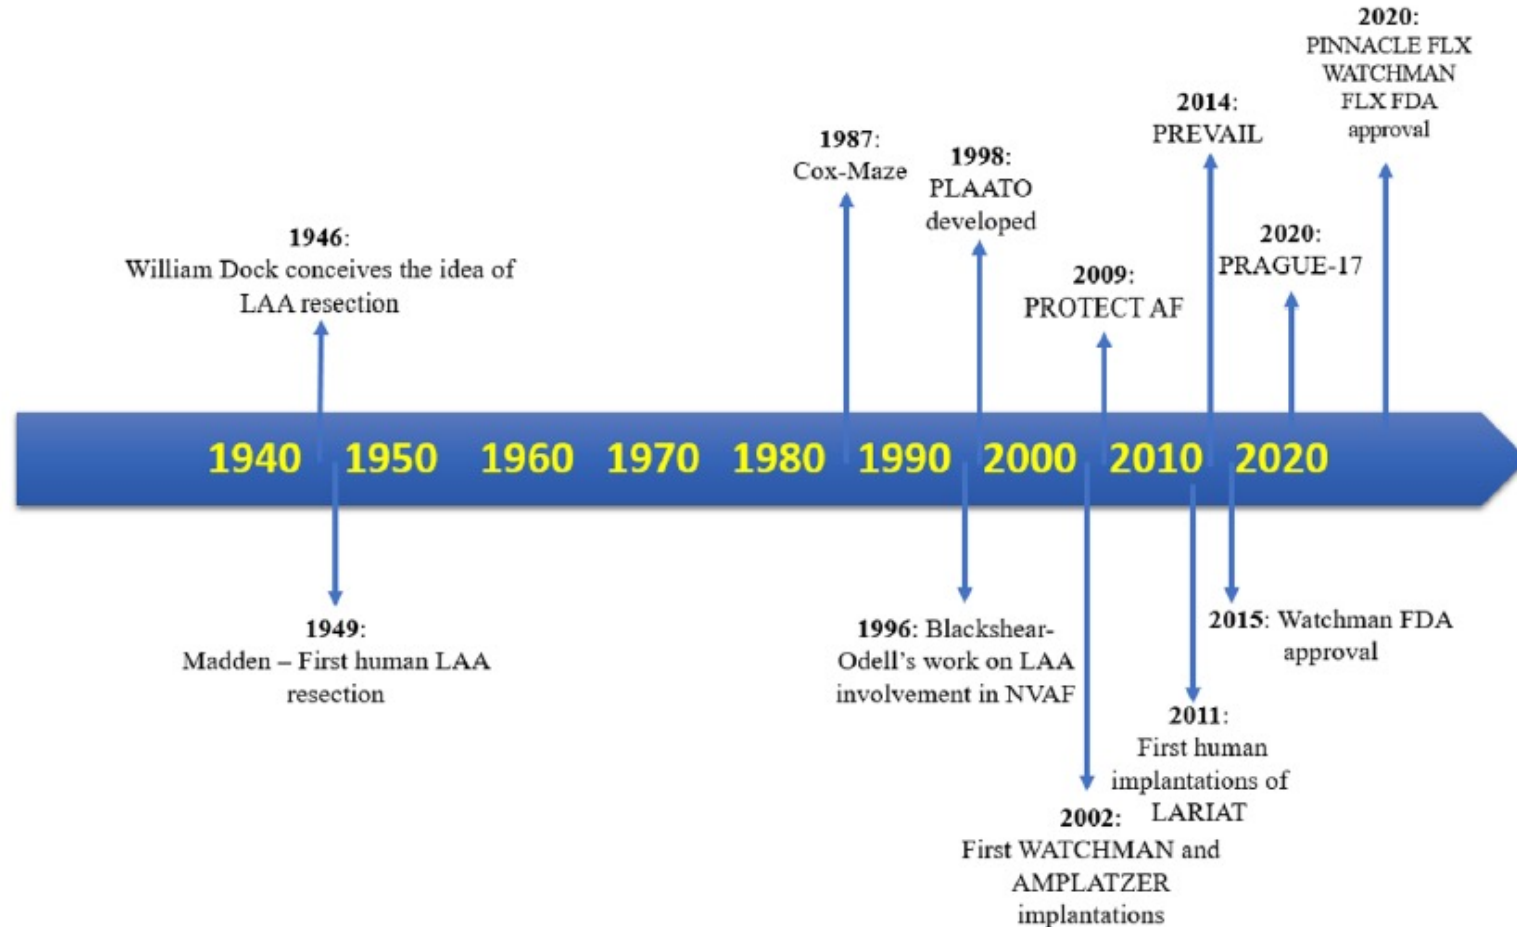 2020:
PINNACLE FLX
WATCHMAN
FLX FDA
approval
2014:
PREVAIL
1987:
Cox-Maze
1998:
PLAATO
developed
1946:
William Dock conceives the idea of
LAA resection
2020:
PRAGUE-17
2009:
PROTECT AF
1940 1950 1960 1970 1980 1990 2000 2010 2020
1949:
Madden – First human LAA
resection
1996: Blackshear-
Odell’s work on LAA
involvement in NVAF
2015: Watchman FDA
approval
2011:
First human
implantations of
LARIAT
2002:
First WATCHMAN and
AMPLATZER
implantations